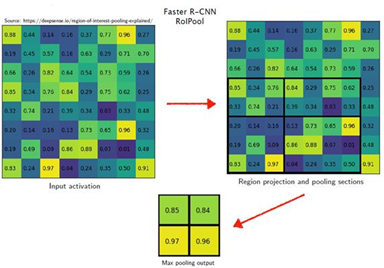 Faster R-CNN
RoIPool
Source: https://deepsense.io/region-of-interest-pooling-explained/
0.88 0.44 0.14 0.16 0.37 0.77 0.96 0.27
0.19 0.45 0.57 0.16 0.63 0.29 0.71 0.70
0.66 0.26 0.82 0.64 0.54 0.73 0.59 0.26
0.85 0.34 0.76 0.84 0.29 0.75 0.62 0.25
0.32 0.74 0.21 0.39 0.34 0.03 0.33 0.48
0.20 0.14 0.16 0.13 0.73 0.65 0.96 0.32
0.19 0.69 0.09 0.86 0.88 0.07 0.01 0.48
0.83 0.24 0.97 0.04 0.24 0.35 0.50 0.91
Input activation
0.88 0.44 0.14 0.16 0.37 0.77 0.96 0.27
0.19 0.45 0.57 0.16 0.63 0.29 0.71 0.70
0.66 0.26 0.82 0.64 0.54 0.73 0.59 0.26
0.85 0.34 0.76 0.84 0.29 0.75 0.62 0.25
0.32 0.74 0.21 0.39 0.34 0.03 0.33 0.48
0.20 0.14 0.16 0.13 0.73 0.65 0.96 0.32
0.19 0.69 0.09 0.86 0.88 0.07 0.01 0.48
0.83 0.24 0.97 0.04 0.24 0.35 0.50 0.91
Region projection and pooling sections
0.85 0.84
0.97 0.96
Max pooling output